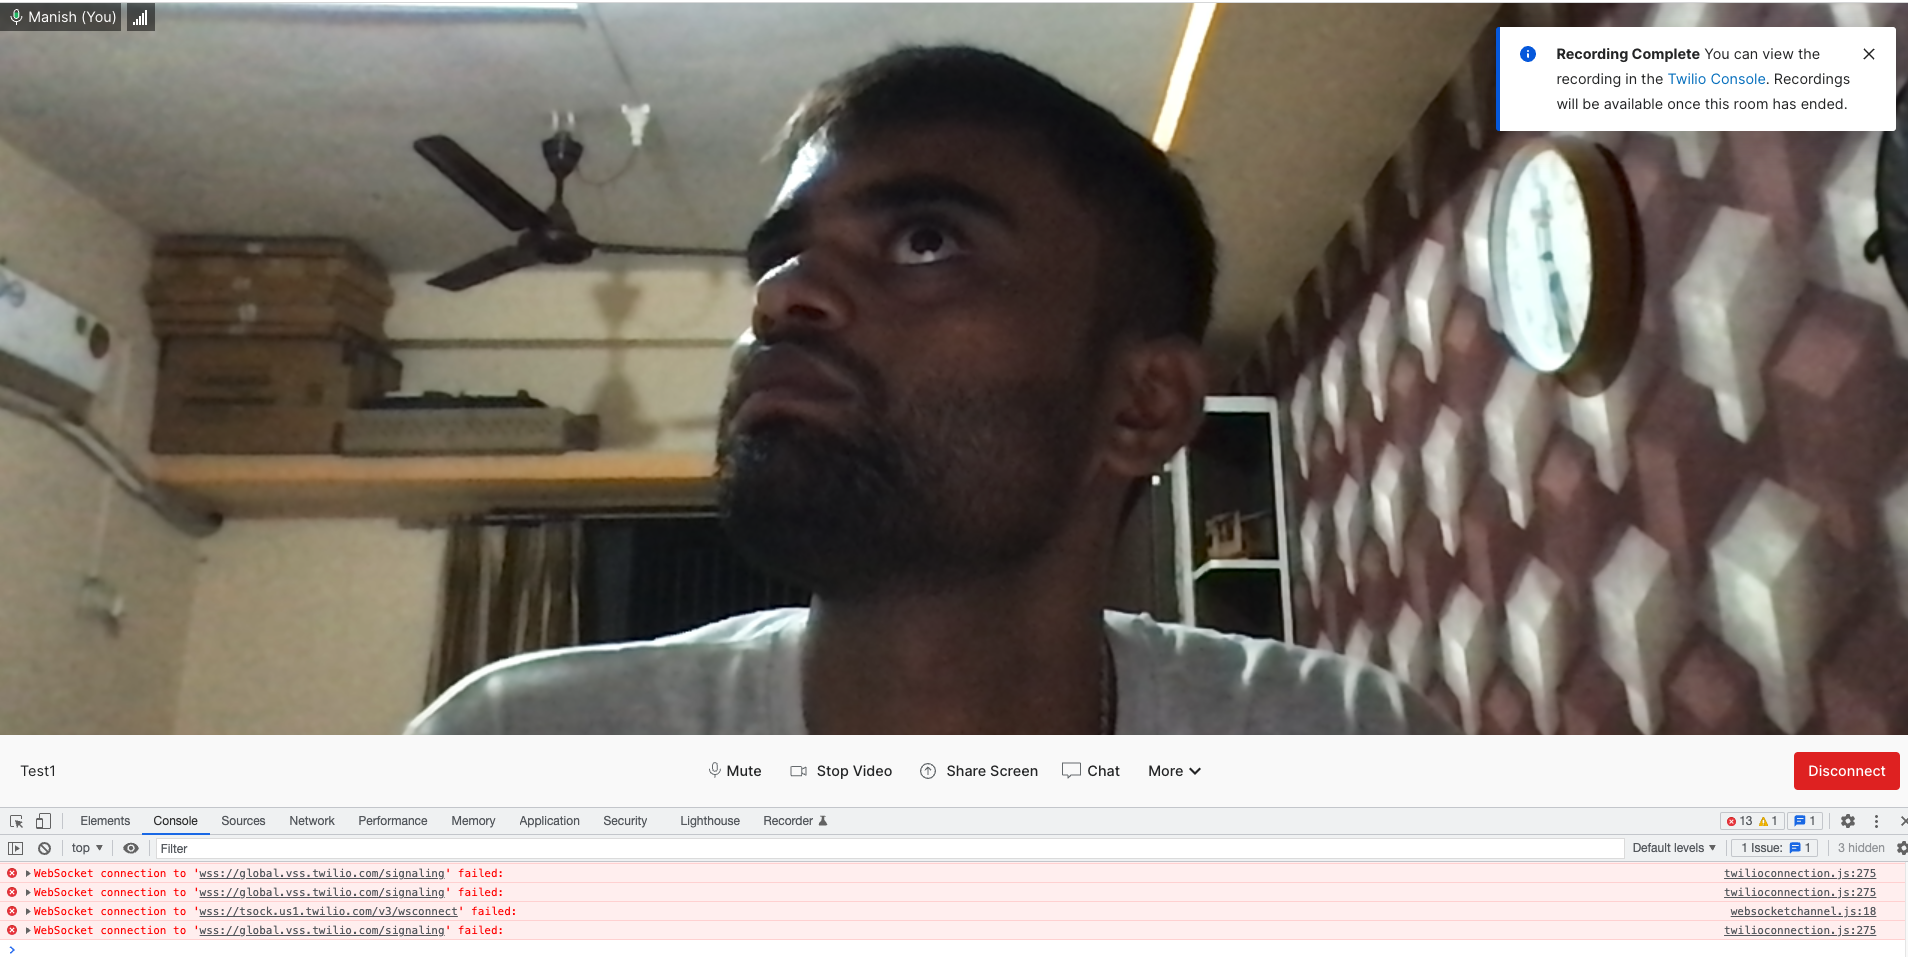 Manish (You)
Recording Complete You can view the
recording in the Twilio Console. Recordings
will be available once this room has ended.
Test1
Mute
Stop Video
Share Screen
Chat
More
Disconnect
Elements Console Sources Network Performance Memory Application Security Lighthouse Recorder 13 1 1
top Filter Default levels 1 Issue: 1 3 hidden
WebSocket connection to 'wss://global.vss.twilio.com/signaling' failed: twilioconnection.js:275
WebSocket connection to 'wss://global.vss.twilio.com/signaling' failed: twilioconnection.js:275
WebSocket connection to 'wss://tsock.us1.twilio.com/v3/wsconnect' failed: websocketchannel.js:18
WebSocket connection to 'wss://global.vss.twilio.com/signaling' failed: twilioconnection.js:275